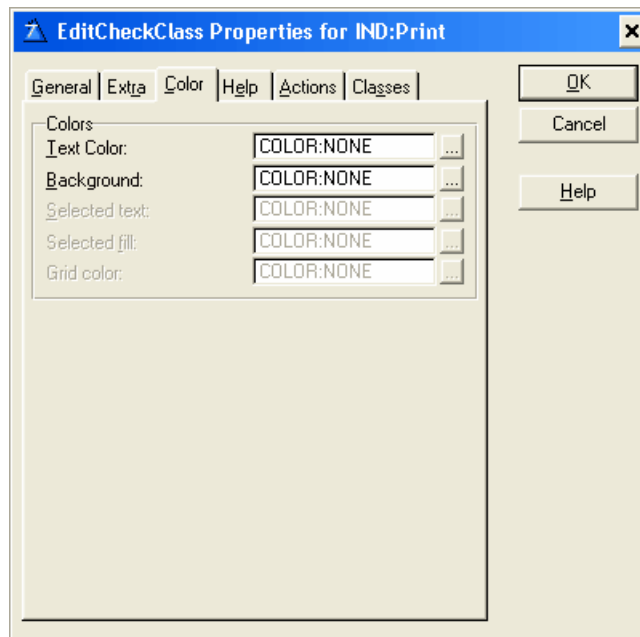 EditCheckClass Properties for IND:Print
General Extra Color Help Actions Classes
OK
Cancel
Help
Colors
Text Color: COLOR:NONE ...
Background: COLOR:NONE ...
Selected text: COLOR:NONE ...
Selected fill: COLOR:NONE ...
Grid color: COLOR:NONE ...